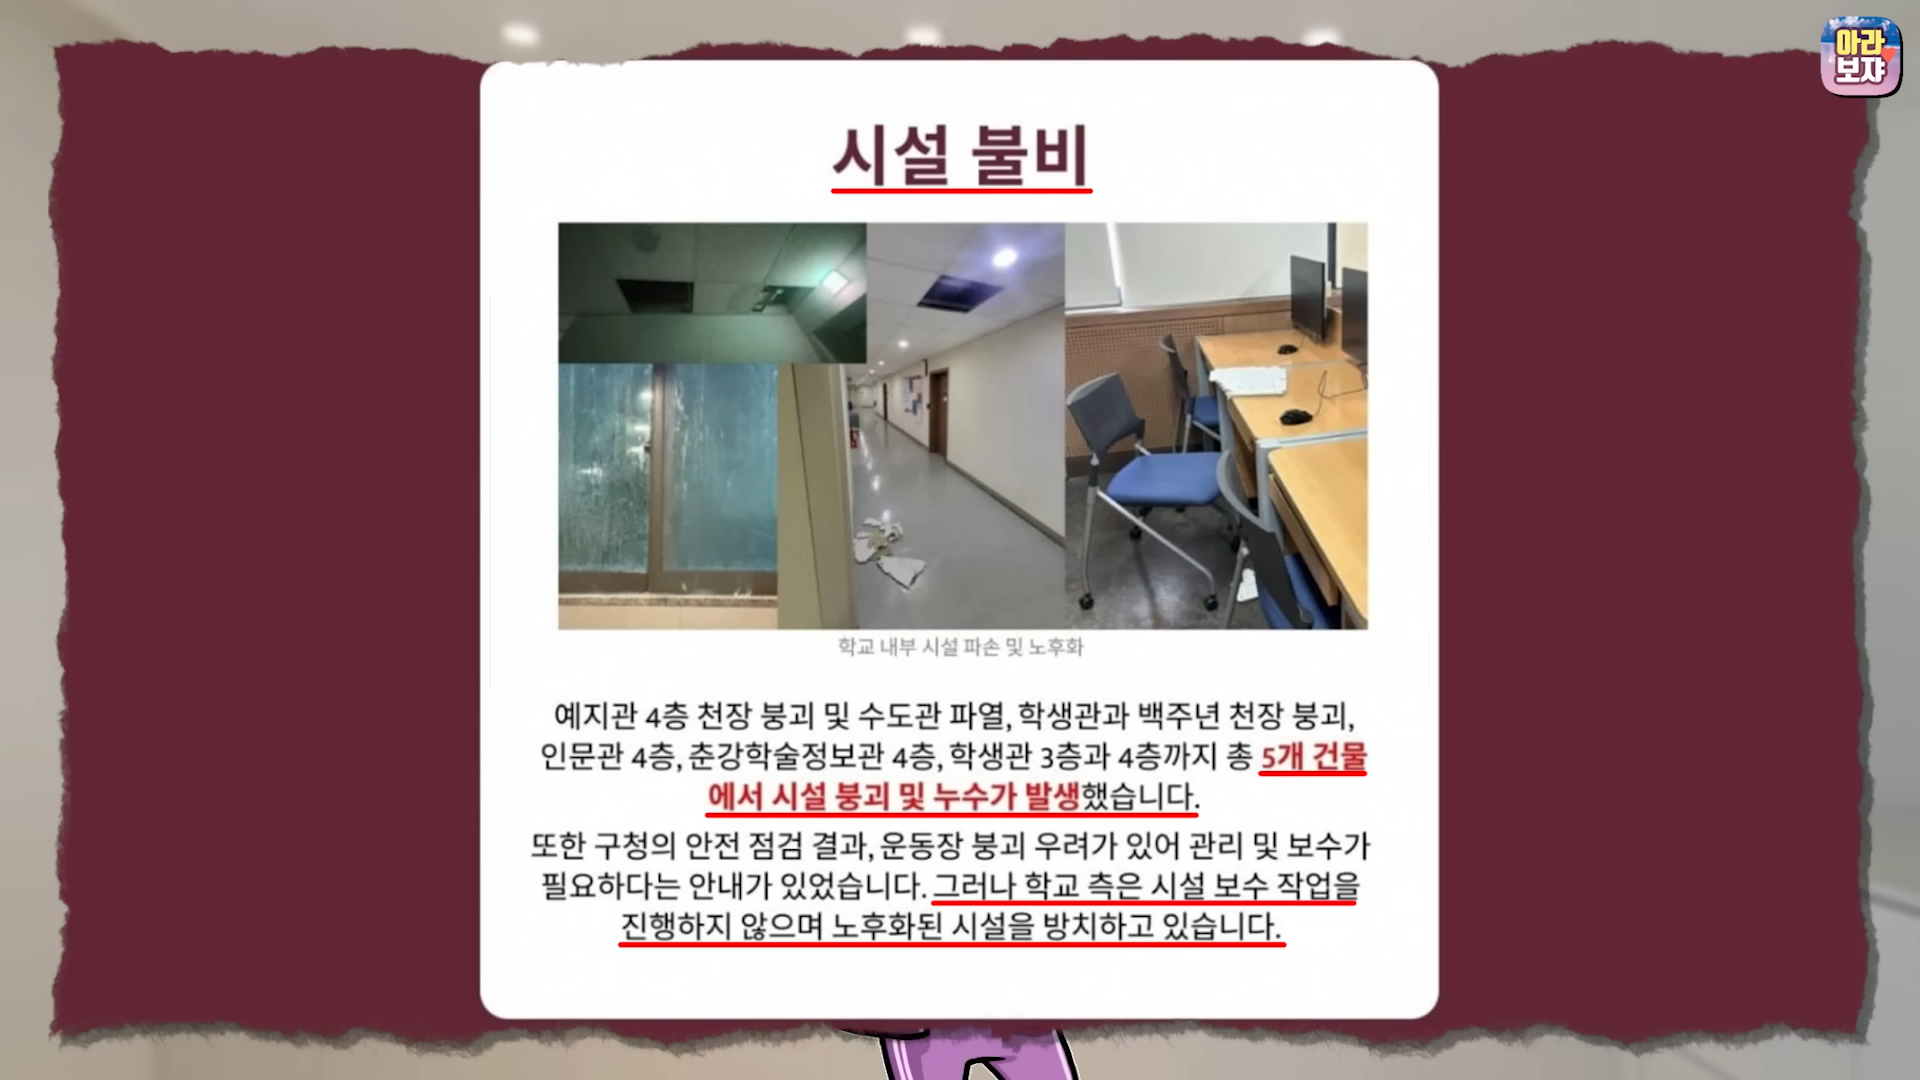 아라
보쟈
시설 불비
학교 내부 시설 파손 및 노후화
예지관 4층 천장 붕괴 및 수도관 파열, 학생관과 백주년 천장 붕괴,
인문관 4층, 춘강학술정보관 4층, 학생관 3층과 4층까지 총 5개 건물
에서 시설 붕괴 및 누수가 발생했습니다.
또한 구청의 안전 점검 결과, 운동장 붕괴 우려가 있어 관리 및 보수가
필요하다는 안내가 있었습니다. 그러나 학교 측은 시설 보수 작업을
진행하지 않으며 노후화된 시설을 방치하고 있습니다.